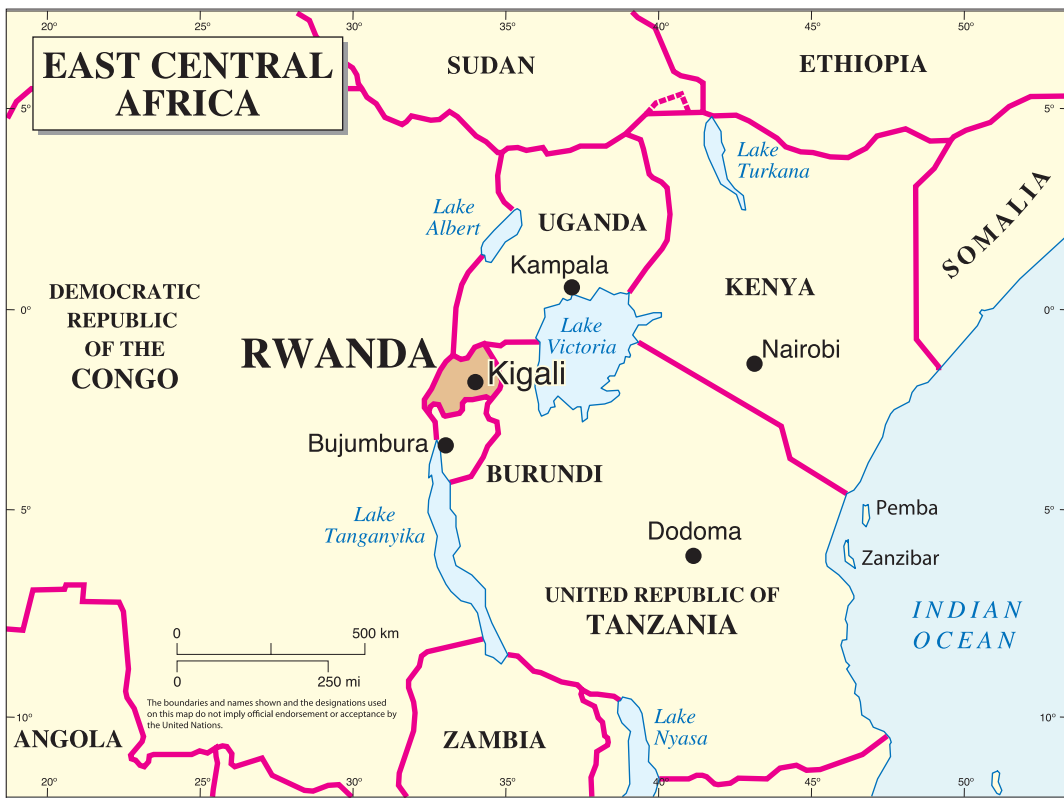 20°
25°
35°
40°
50°
EAST CENTRAL
AFRICA
SUDAN
ETHIOPIA
5°
5°
Lake
Turkana
SOMALIA
Lake
Albert
UGANDA
Kampala
DEMOCRATIC
REPUBLIC
OF THE
CONGO
KENYA
0°
0°
Lake
Victoria
RWANDA
Nairobi
Kigali
Bujumbura
BURUNDI
5°
5°
Lake
Tanganyika
Pemba
Dodoma
Zanzibar
UNITED REPUBLIC OF
TANZANIA
INDIAN
OCEAN
0
500 km
0
250 mi
The boundaries and names shown and the designations used
on this map do not imply official endorsement or acceptance by
the United Nations.
10°
10°
ANGOLA
ZAMBIA
Lake
Nyasa
20°
25°
30°
35°
40°
50°